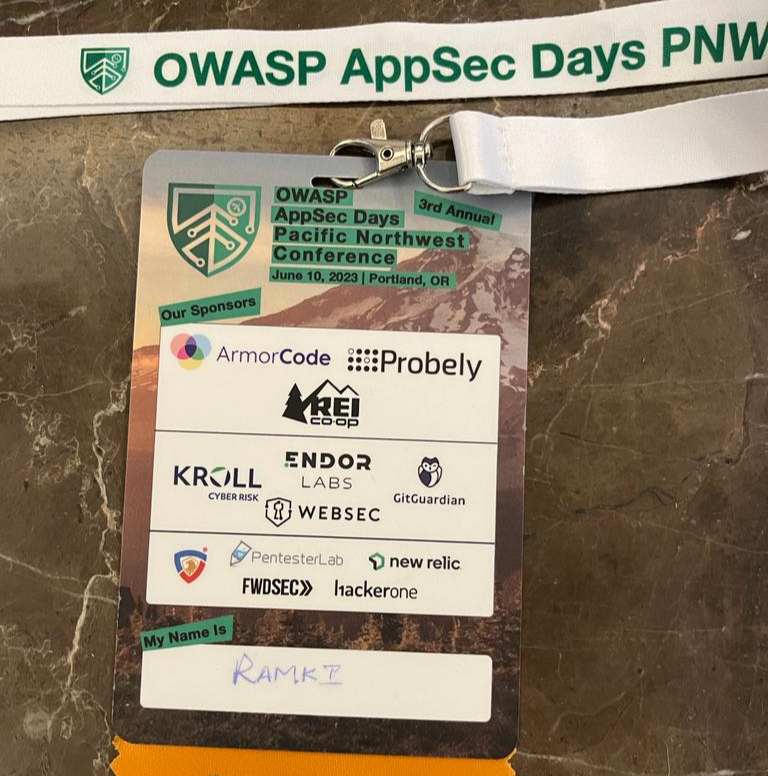 OWASP AppSec Days PNW
OWASP
AppSec Days
Pacific Northwest
Conference
3rd Annual
June 10, 2023 | Portland, OR
Our Sponsors
ArmorCode
Probely
REI
CO·OP
KROLL
CYBER RISK
ENDOR
LABS
GitGuardian
WEBSEC
PentesterLab
new relic
FWDSEC
hackerone
My Name Is
RAMKI